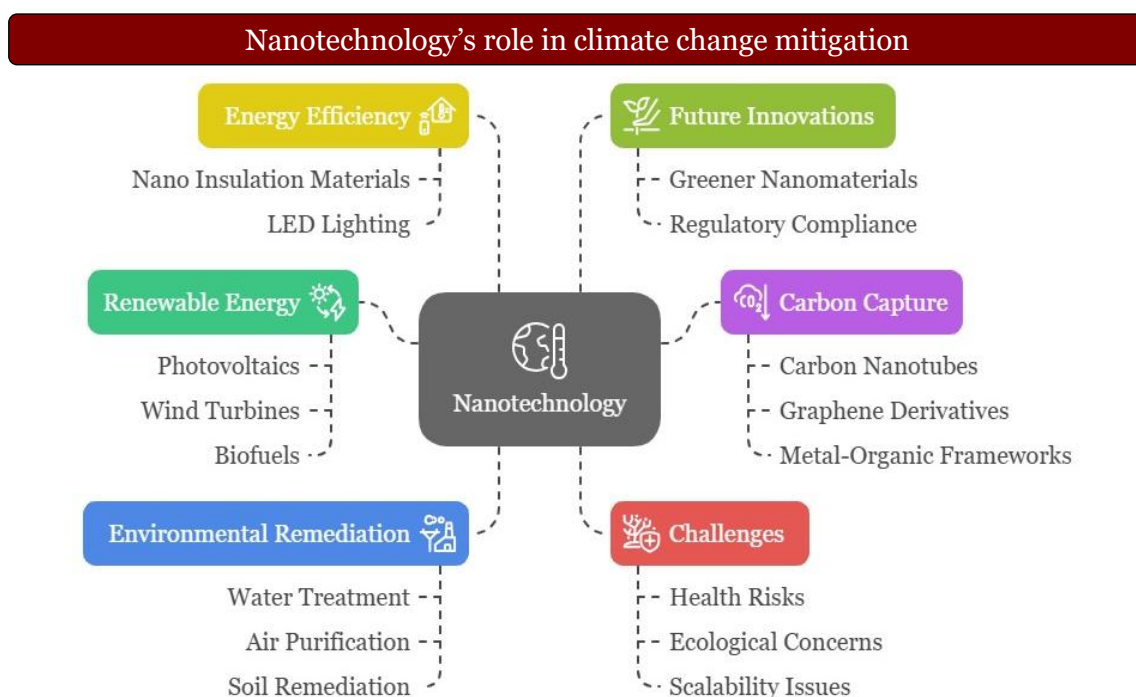 Nanotechnology’s role in climate change mitigation
Energy Efficiency
Nano Insulation Materials
LED Lighting
Renewable Energy
Photovoltaics
Wind Turbines
Biofuels
Environmental Remediation
Water Treatment
Air Purification
Soil Remediation
Nanotechnology
Future Innovations
Greener Nanomaterials
Regulatory Compliance
CO₂
Carbon Capture
Carbon Nanotubes
Graphene Derivatives
Metal-Organic Frameworks
Challenges
Health Risks
Ecological Concerns
Scalability Issues